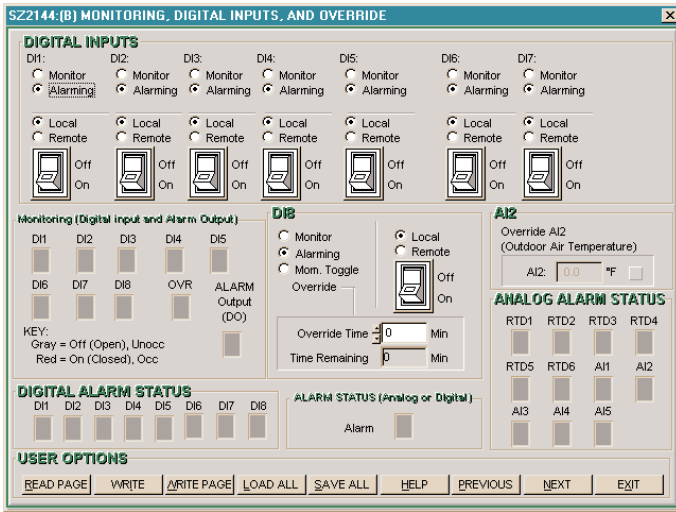 SZ2144:(B) MONITORING, DIGITAL INPUTS, AND OVERRIDE
DIGITAL INPUTS
DI1: DI2: DI3: DI4: DI5: DI6: DI7:
Monitor Monitor Monitor Monitor Monitor Monitor Monitor
Alarming Alarming Alarming Alarming Alarming Alarming Alarming
Local Local Local Local Local Local Local
Remote Remote Remote Remote Remote Remote Remote
Off Off Off Off Off Off Off
On On On On On On On
Monitoring (Digital input and Alarm Output)
DI1 DI2 DI3 DI4 DI5
DI6 DI7 DI8 OVR ALARM
Output
(DO)
KEY:
Gray = Off (Open), Unocc
Red = On (Closed), Occ
DI8
Monitor Local
Alarming Remote
Mom. Toggle
Override
Off
On
Override Time 0 Min
Time Remaining 0 Min
AI2
Override AI2
(Outdoor Air Temperature)
AI2: 0.0 °F
ANALOG ALARM STATUS
RTD1 RTD2 RTD3 RTD4
RTD5 RTD6 AI1 AI2
AI3 AI4 AI5
DIGITAL ALARM STATUS
DI1 DI2 DI3 DI4 DI5 DI6 DI7 DI8
ALARM STATUS (Analog or Digital)
Alarm
USER OPTIONS
READ PAGE WRITE WRITE PAGE LOAD ALL SAVE ALL HELP PREVIOUS NEXT EXIT